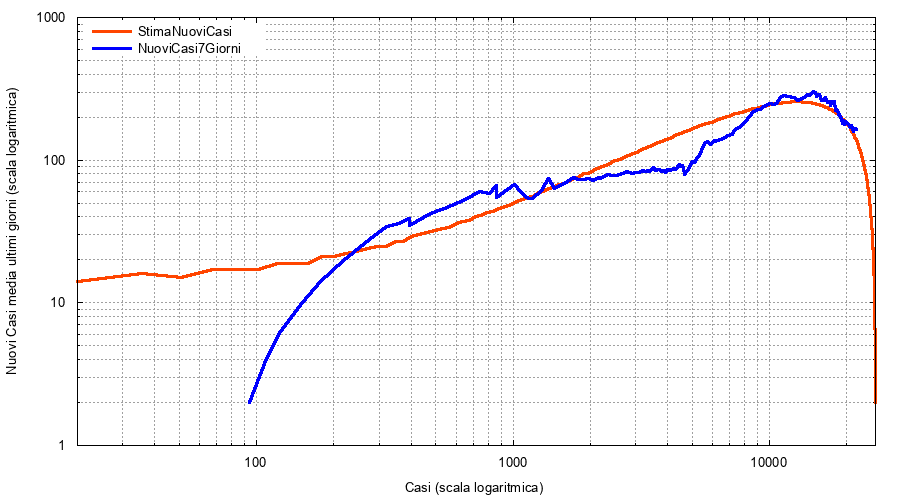 1000
StimaNuoviCasi
NuoviCasi7Giorni
100
10
1
100
1000
10000
Nuovi Casi media ultimi giorni (scala logaritmica)
Casi (scala logaritmica)